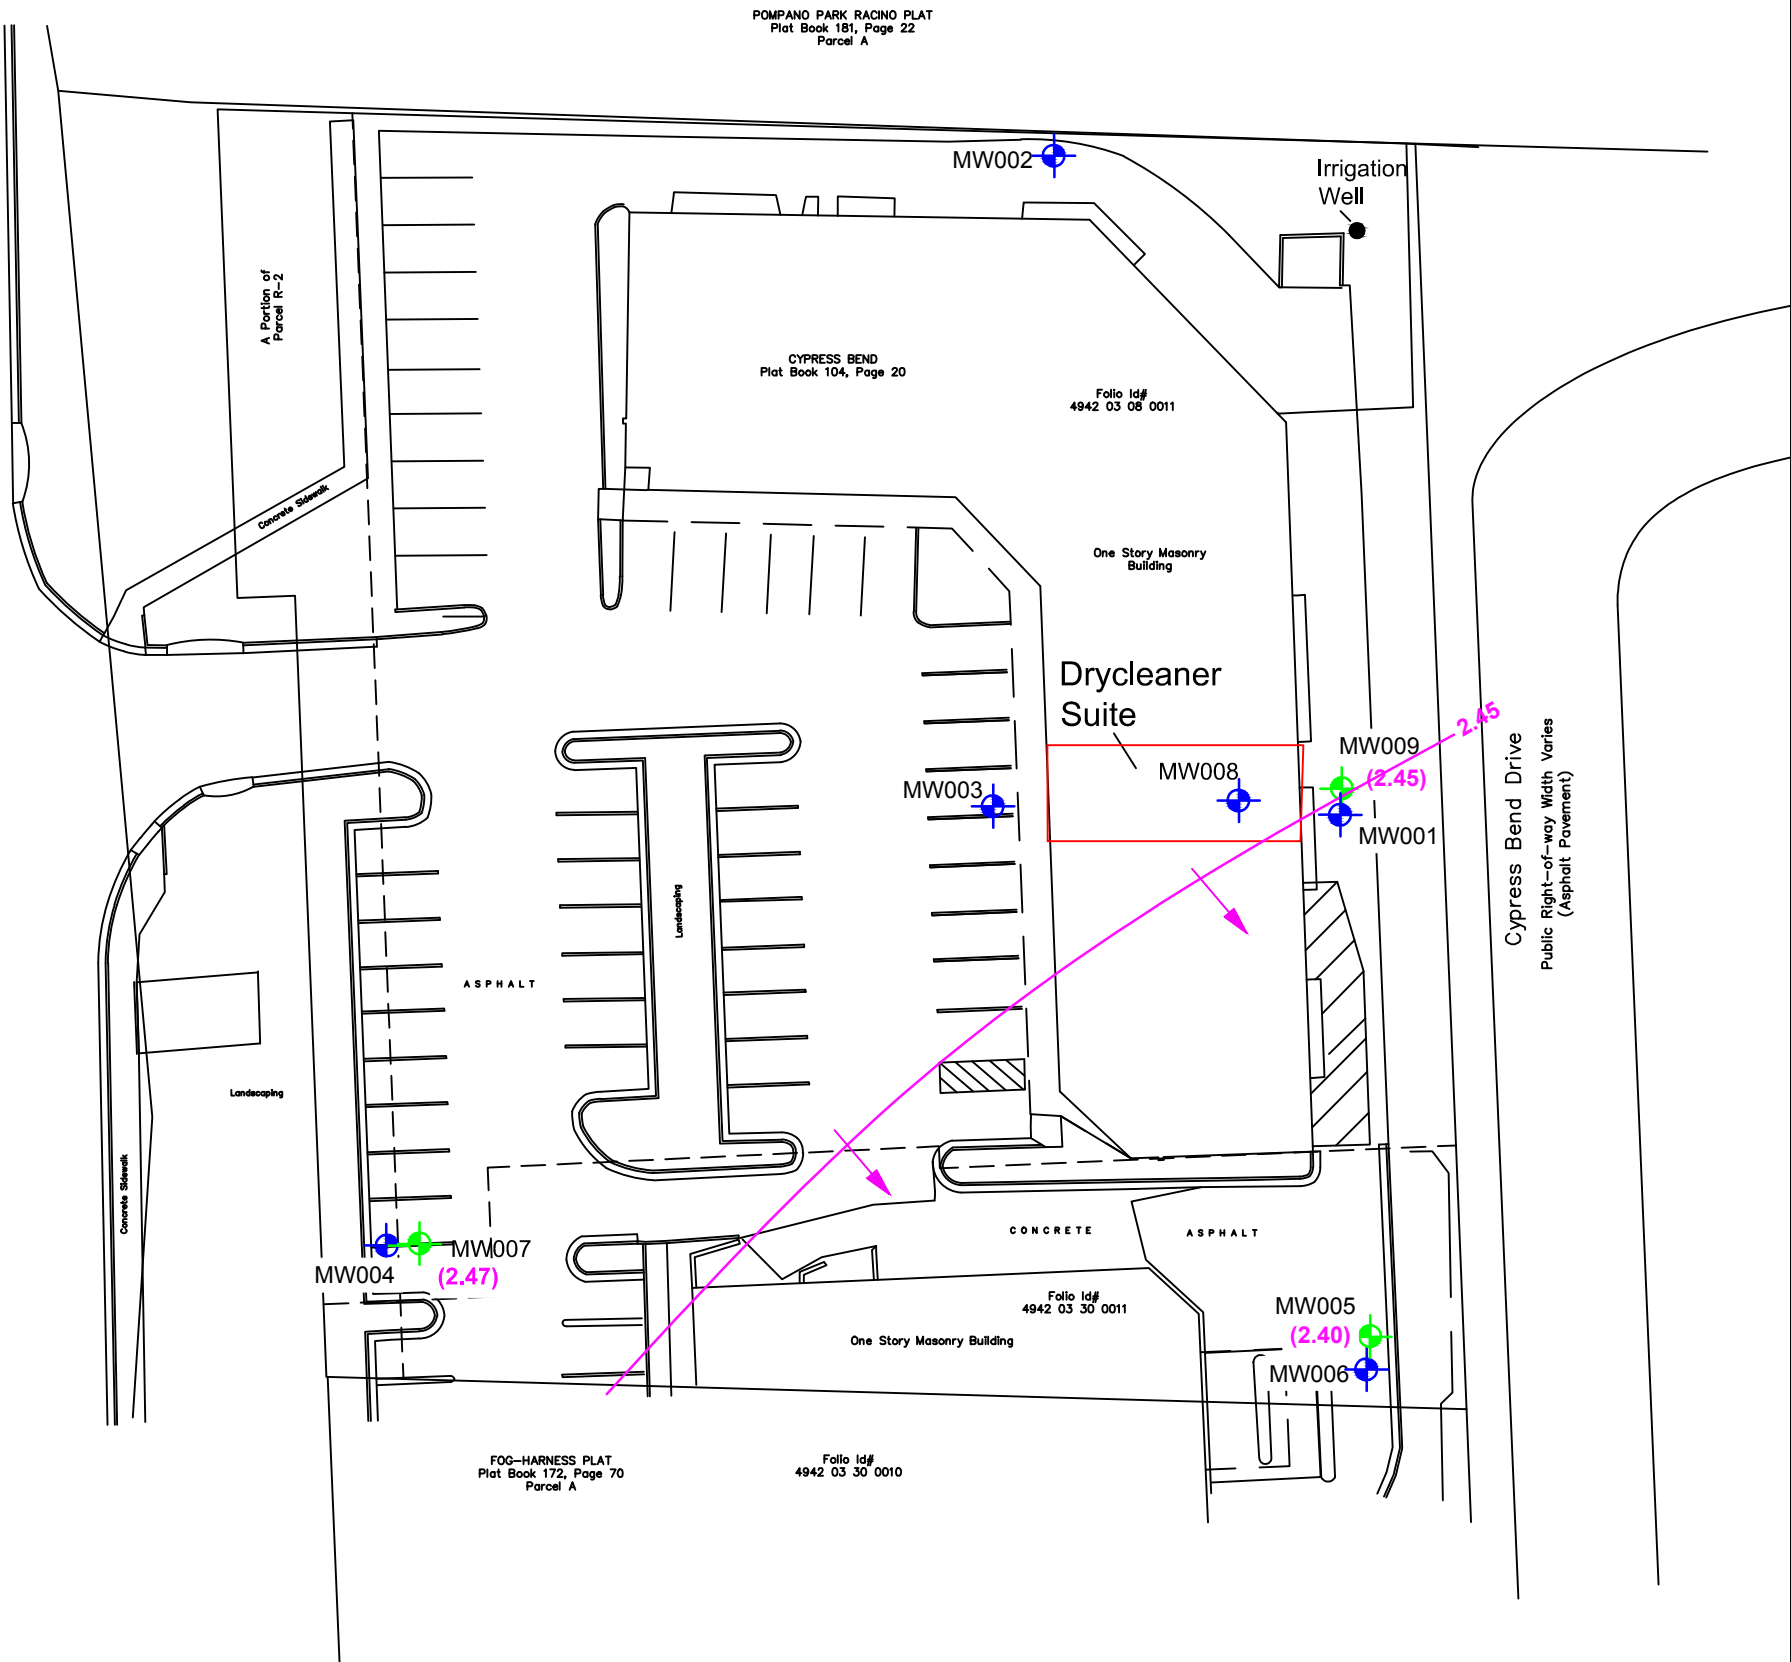 POMPANO PARK RACINO PLAT
Plat Book 181, Page 22
Parcel A
MW002
Irrigation
Well
A Portion of
Parcel R-2
CYPRESS BEND
Plat Book 104, Page 20
Folio Id#
4942 03 08 0011
Concrete Sidewalk
One Story Masonry
Building
Drycleaner
Suite
2.45
MW009
(2.45)
MW008
MW003
MW001
Cypress Bend Drive
Public Right-of-way Width Varies
(Asphalt Pavement)
Landscaping
ASPHALT
Landscaping
Concrete Sidewalk
CONCRETE
ASPHALT
MW007
(2.47)
MW004
Folio Id#
4942 03 30 0011
MW005
(2.40)
One Story Masonry Building
MW006
FOG-HARNESS PLAT
Plat Book 172, Page 70
Parcel A
Folio Id#
4942 03 30 0010